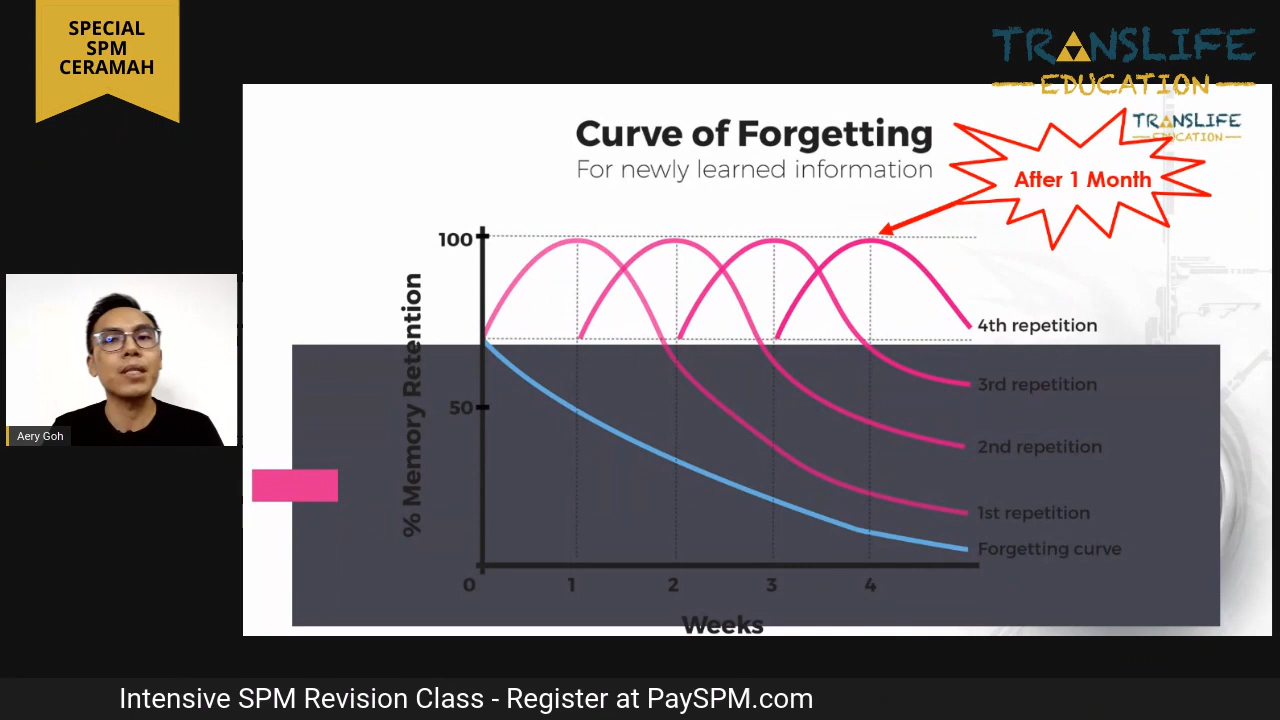 SPECIAL
SPM
CERAMAH
TRANSLIFE
EDUCATION
TRANSLIFE
EDUCATION
Curve of Forgetting
For newly learned information
After 1 Month
100
50
% Memory Retention
4th repetition
3rd repetition
2nd repetition
1st repetition
Forgetting curve
0 1 2 3 4
Weeks
Aery Goh
Intensive SPM Revision Class - Register at PaySPM.com